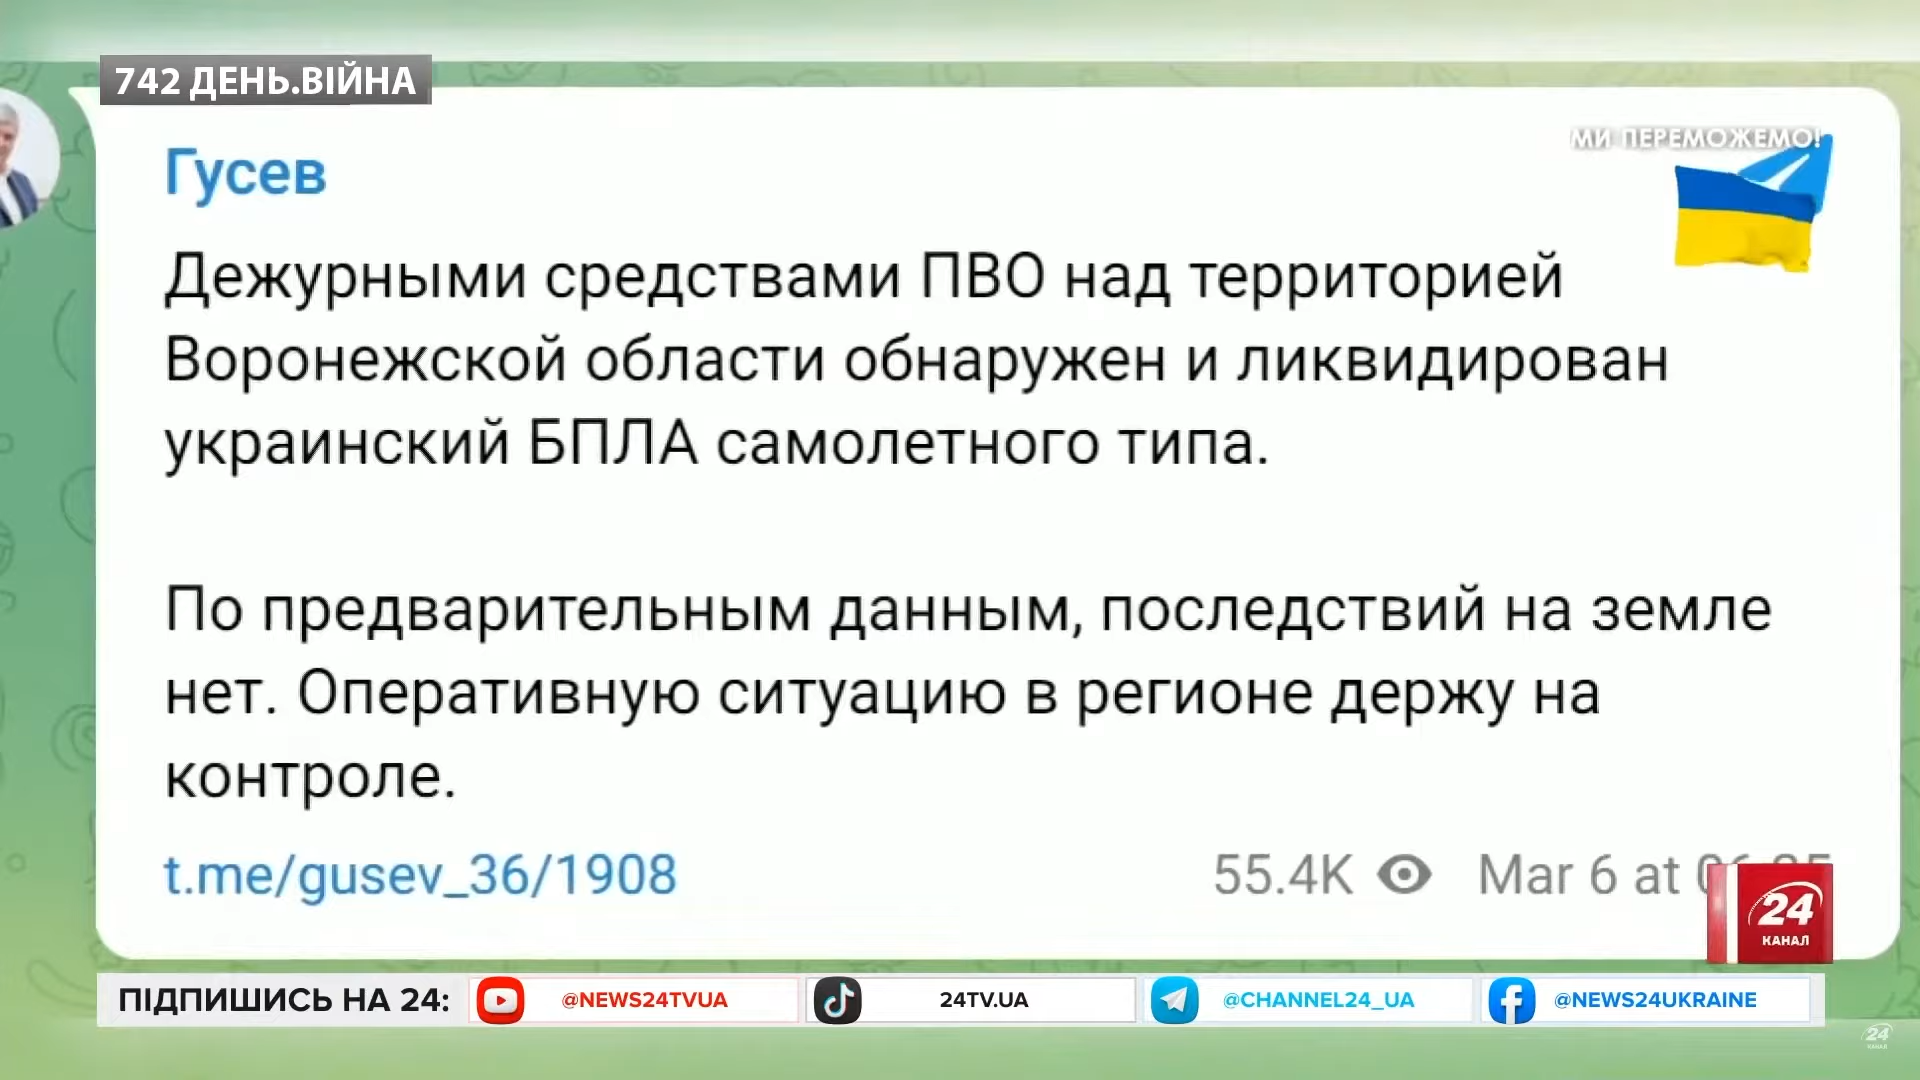 742 ДЕНЬ.ВІЙНА
МИ ПЕРЕМОЖЕМО!
Гусев
Дежурными средствами ПВО над территорией
Воронежской области обнаружен и ликвидирован
украинский БПЛА самолетного типа.
По предварительным данным, последствий на земле
нет. Оперативную ситуацию в регионе держу на
контроле.
t.me/gusev_36/1908
55.4K Mar 6 at
24
КАНАЛ
ПІДПИШИСЬ НА 24: @NEWS24TVUA 24TV.UA @CHANNEL24_UA @NEWS24UKRAINE
24
КАНАЛ